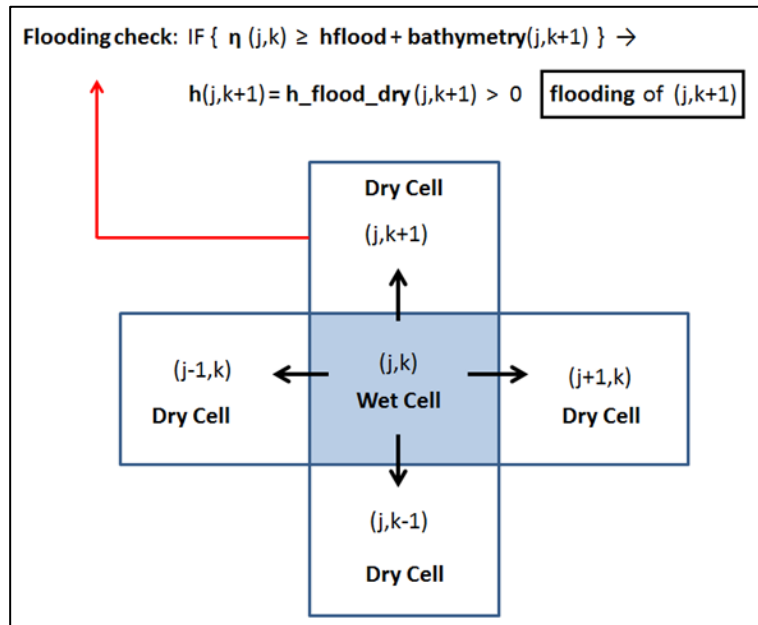 Flooding check: IF { η (j,k) ≥ hflood + bathymetry(j,k+1) } →
h(j,k+1) = h_flood_dry(j,k+1) > 0 flooding of (j,k+1)
Dry Cell
(j,k+1)
(j-1,k)
Dry Cell
(j,k)
Wet Cell
(j+1,k)
Dry Cell
(j,k-1)
Dry Cell